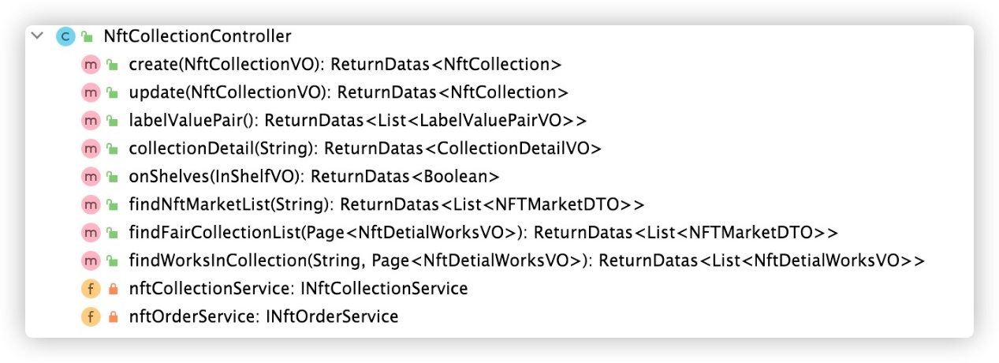 C NftCollectionController
m create(NftCollectionVO): ReturnDatas<NftCollection>
m update(NftCollectionVO): ReturnDatas<NftCollection>
m labelValuePair(): ReturnDatas<List<LabelValuePairVO>>
m collectionDetail(String): ReturnDatas<CollectionDetailVO>
m onShelves(InShelfVO): ReturnDatas<Boolean>
m findNftMarketList(String): ReturnDatas<List<NFTMarketDTO>>
m findFairCollectionList(Page<NftDetialWorksVO>): ReturnDatas<List<NFTMarketDTO>>
m findWorksInCollection(String, Page<NftDetialWorksVO>): ReturnDatas<List<NftDetialWorksVO>>
f nftCollectionService: INftCollectionService
f nftOrderService: INftOrderService